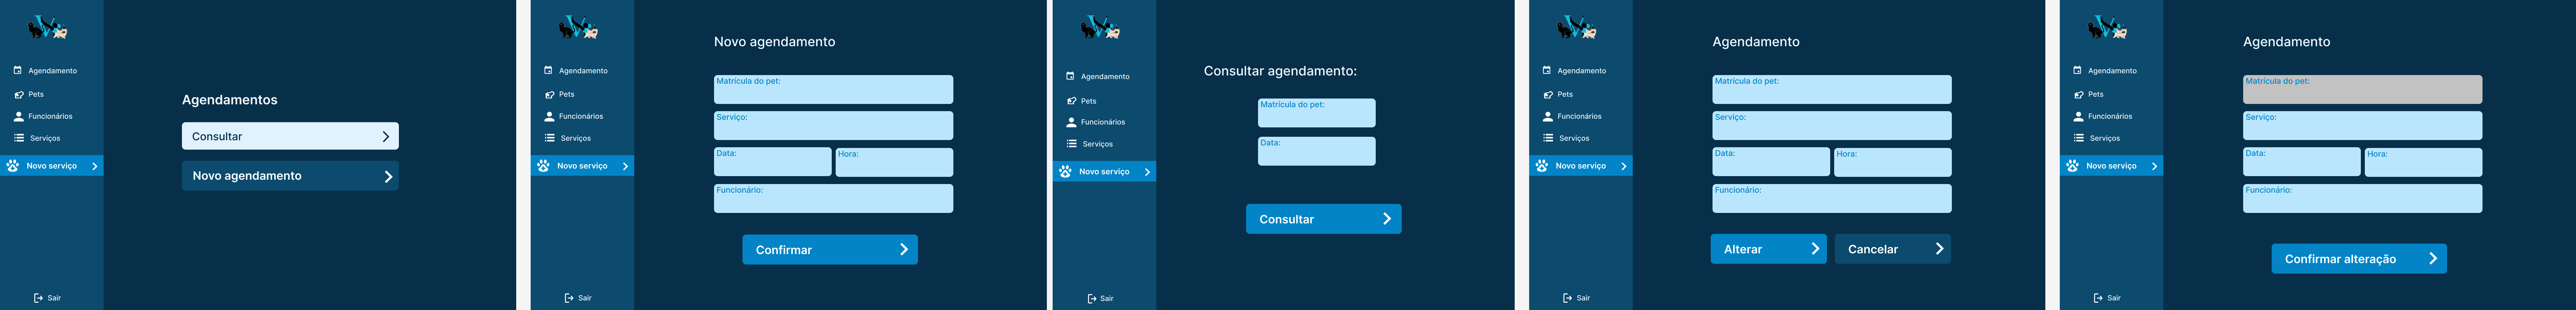 Agendamento
Pets
Funcionários
Serviços
Novo serviço
Sair
Agendamentos
Consultar
Novo agendamento
Agendamento
Pets
Funcionários
Serviços
Novo serviço
Sair
Novo agendamento
Matrícula do pet:
Serviço:
Data: Hora:
Funcionário:
Confirmar
Agendamento
Pets
Funcionários
Serviços
Novo serviço
Sair
Consultar agendamento:
Matrícula do pet:
Data:
Consultar
Agendamento
Pets
Funcionários
Serviços
Novo serviço
Sair
Agendamento
Matrícula do pet:
Serviço:
Data: Hora:
Funcionário:
Alterar Cancelar
Agendamento
Pets
Funcionários
Serviços
Novo serviço
Sair
Agendamento
Matrícula do pet:
Serviço:
Data: Hora:
Funcionário:
Confirmar alteração